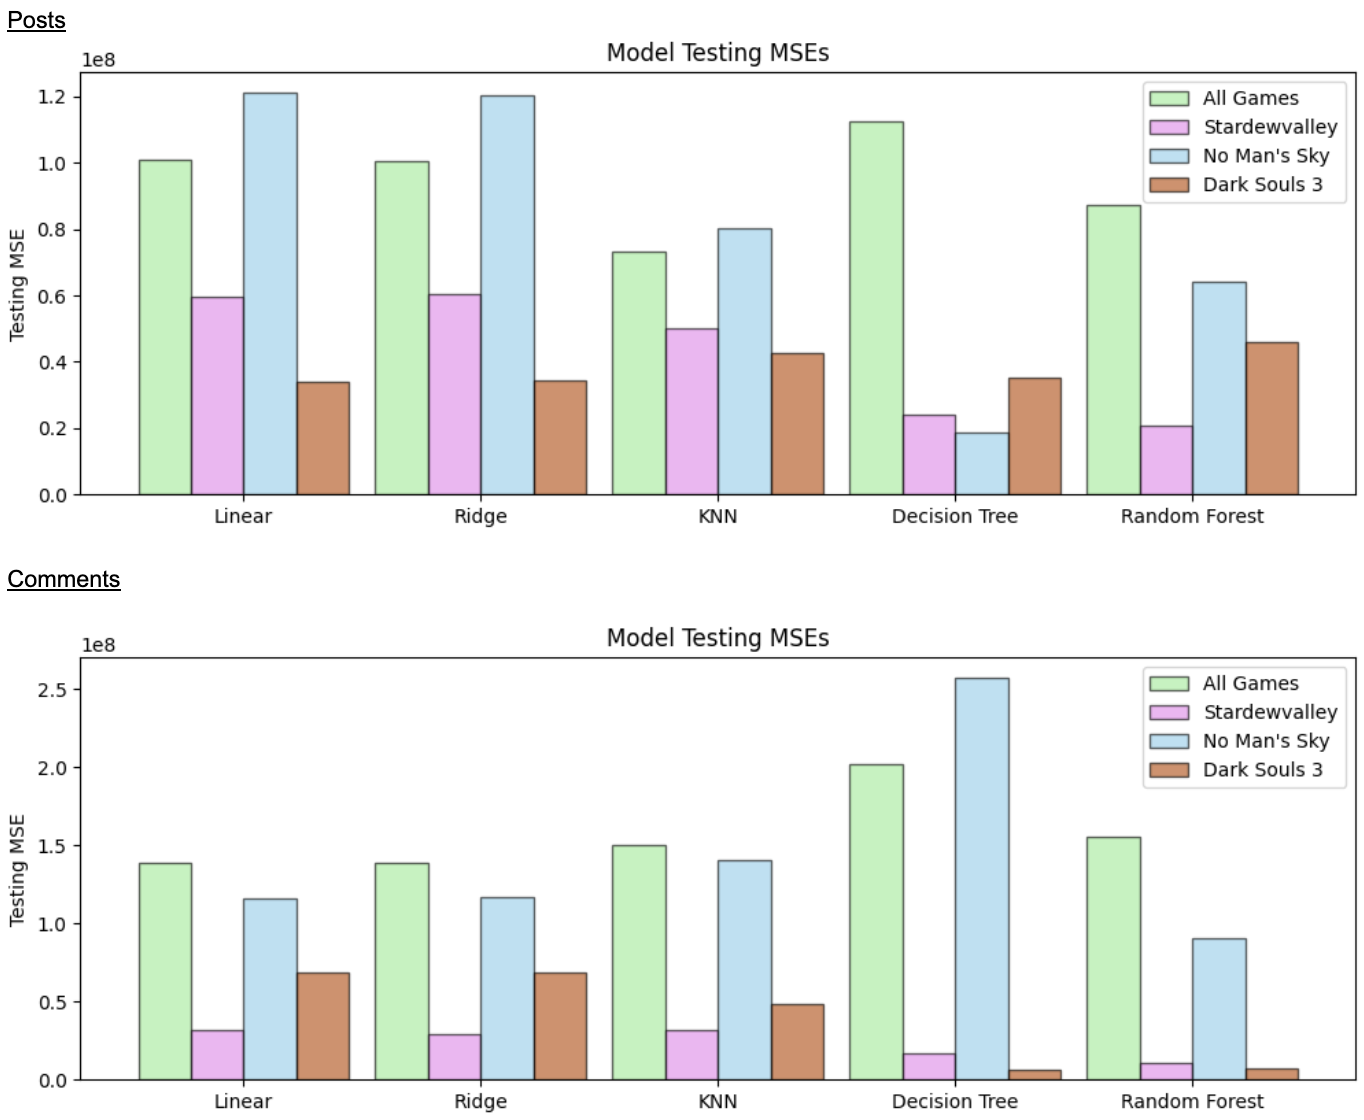 Posts
Model Testing MSEs
1e8
1.2
1.0
0.8
0.6
0.4
0.2
0.0
Testing MSE
All Games
Stardewvalley
No Man's Sky
Dark Souls 3
Linear Ridge KNN Decision Tree Random Forest
Comments
Model Testing MSEs
1e8
2.5
2.0
1.5
1.0
0.5
0.0
Testing MSE
All Games
Stardewvalley
No Man's Sky
Dark Souls 3
Linear Ridge KNN Decision Tree Random Forest